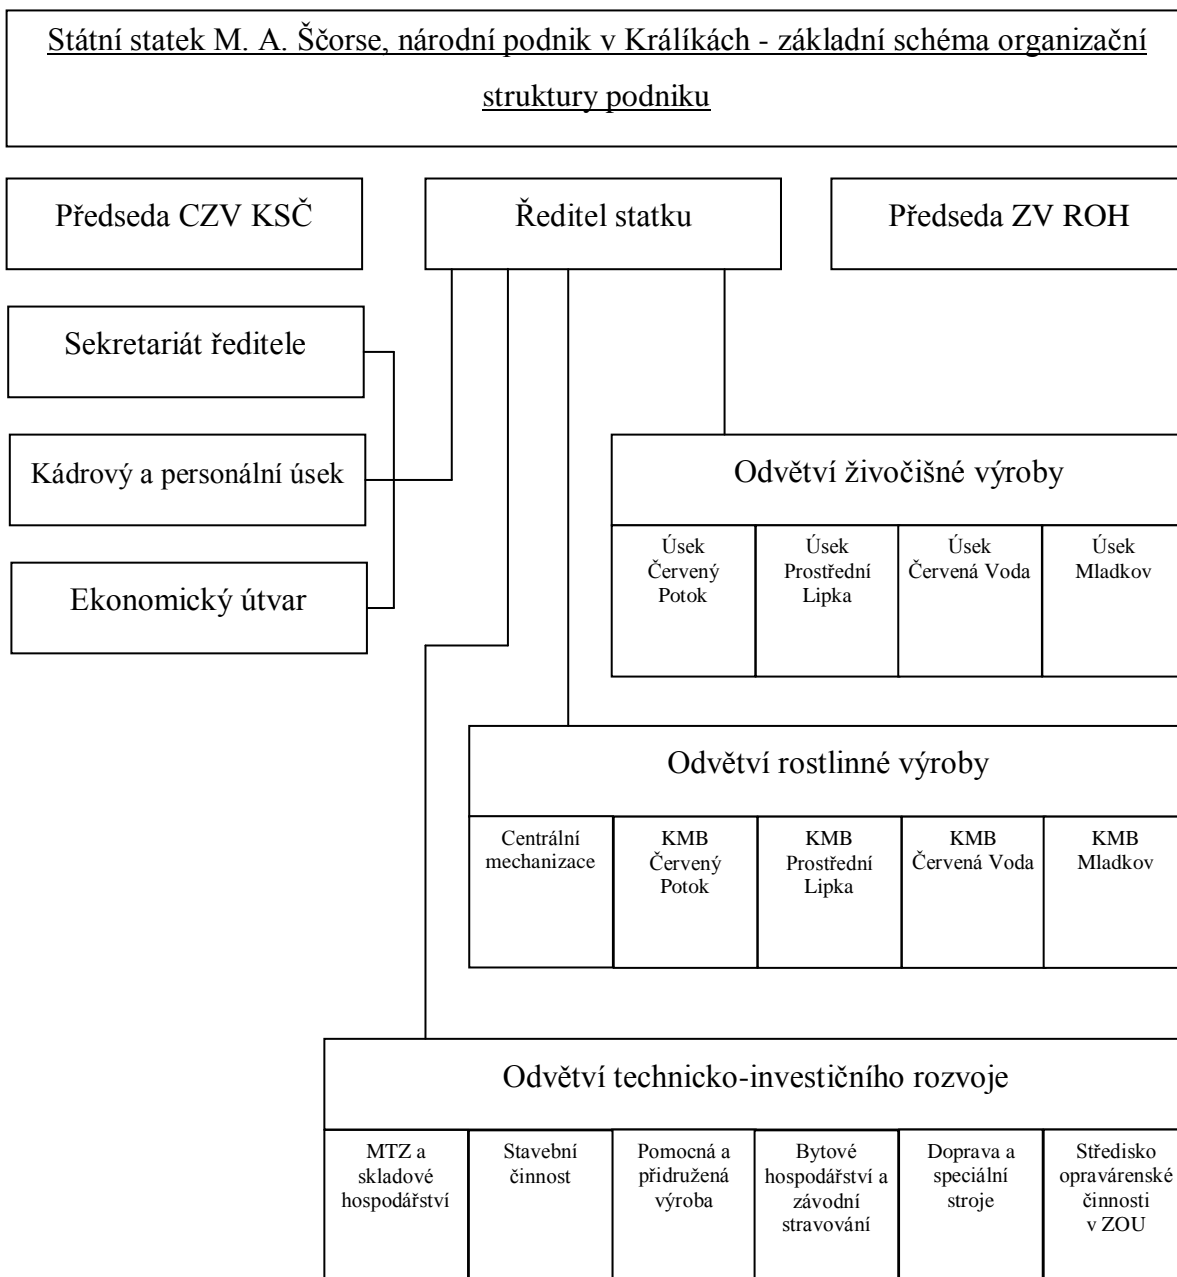 Státní statek M. A. Ščorse, národní podnik v Králíkách - základní schéma organizační
struktury podniku
Předseda CZV KSČ
Ředitel statku
Předseda ZV ROH
Sekretariát ředitele
Kádrový a personální úsek
Ekonomický útvar
Odvětví živočišné výroby
Úsek
Červený
Potok
Úsek
Prostřední
Lipka
Úsek
Červená Voda
Úsek
Mladkov
Odvětví rostlinné výroby
Centrální
mechanizace
KMB
Červený
Potok
KMB
Prostřední
Lipka
KMB
Červená Voda
KMB
Mladkov
Odvětví technicko-investičního rozvoje
MTZ a
skladové
hospodářství
Stavební
činnost
Pomocná a
přidružená
výroba
Bytové
hospodářství a
závodní
stravování
Doprava a
speciální
stroje
Středisko
opravárenské
činnosti
v ZOU